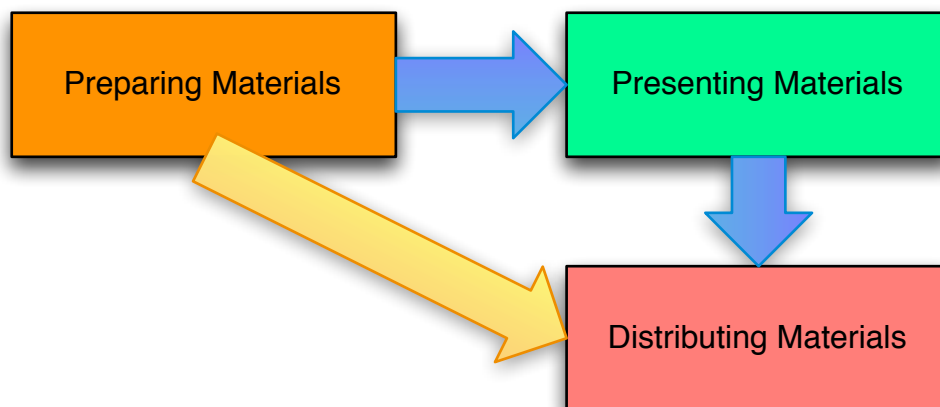 Preparing Materials
Presenting Materials
Distributing Materials